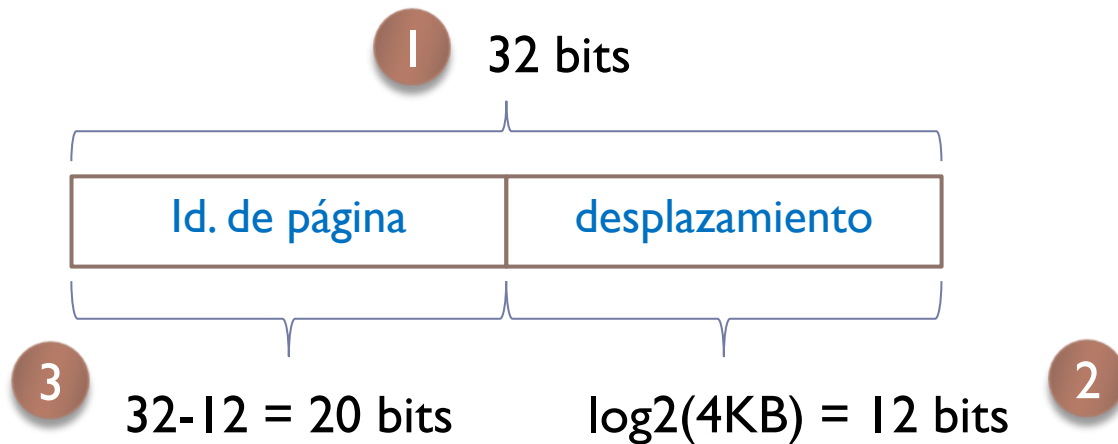 1 32 bits
Id. de página desplazamiento
3 32-12 = 20 bits log2(4KB) = 12 bits 2